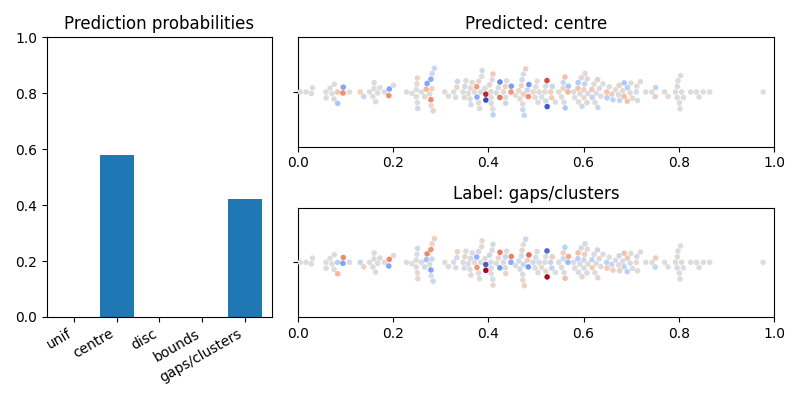 Prediction probabilities
1.0
0.8
0.6
0.4
0.2
0.0
unif
centre
disc
bounds
gaps/clusters
Predicted: centre
0.0 0.2 0.4 0.6 0.8 1.0
Label: gaps/clusters
0.0 0.2 0.4 0.6 0.8 1.0